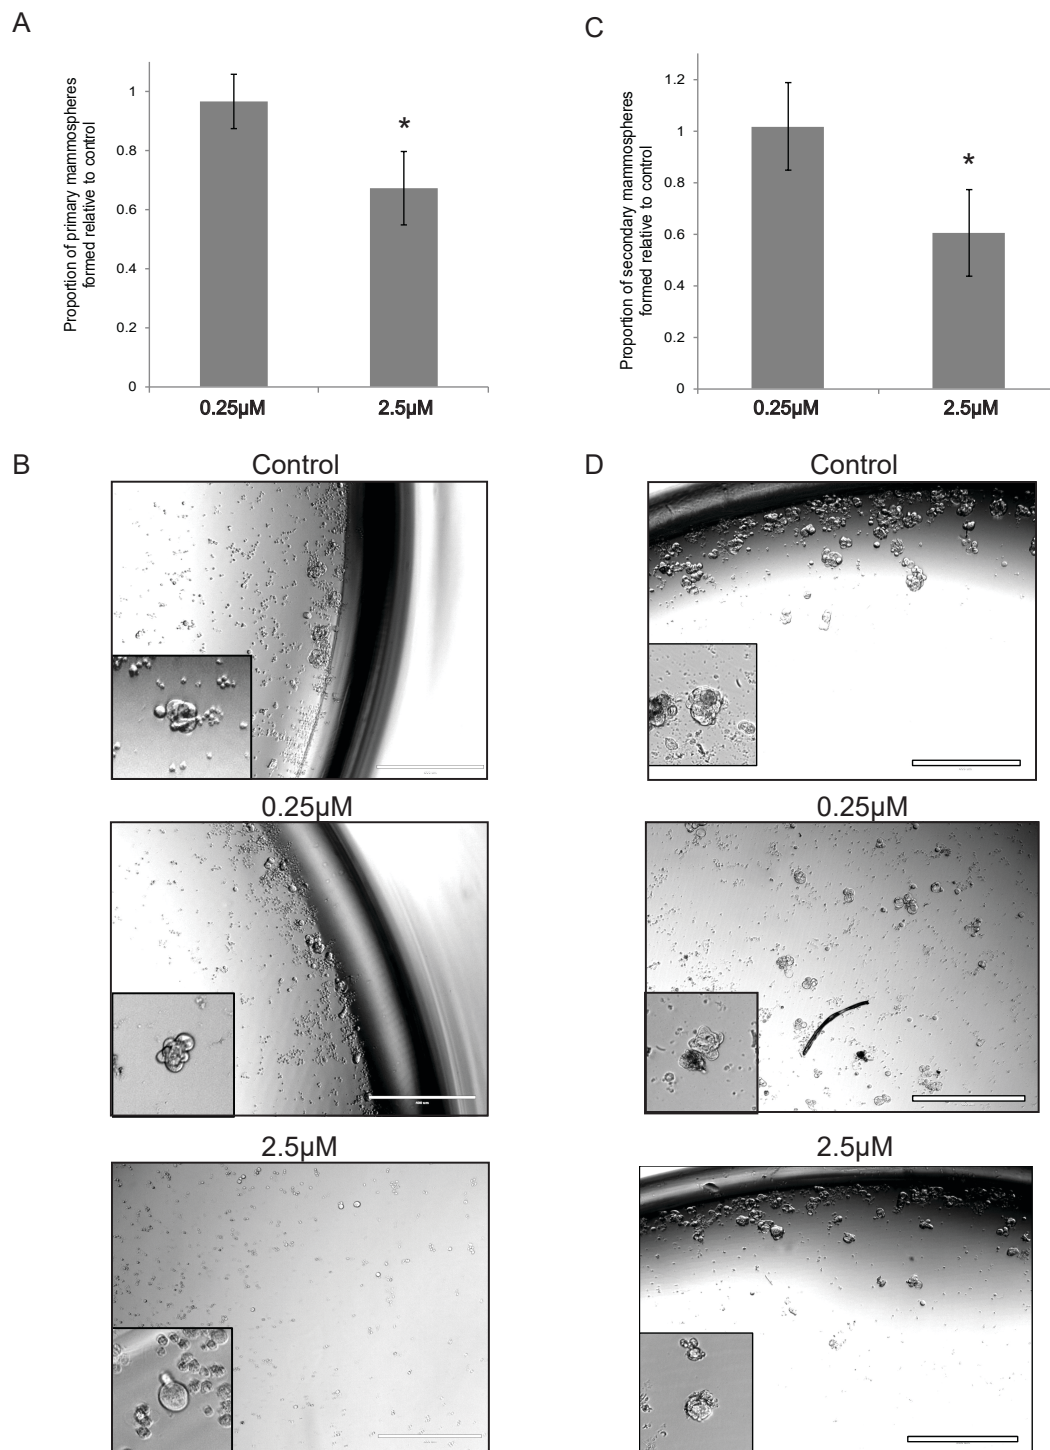 A
Proportion of primary mammospheres
formed relative to control
1
0.8
0.6
0.4
0.2
0
*
0.25µM
2.5µM
C
Proportion of secondary mammospheres
formed relative to control
1.2
1
0.8
0.6
0.4
0.2
0
*
0.25µM
2.5µM
B
Control
0.25µM
2.5µM
D
Control
0.25µM
2.5µM